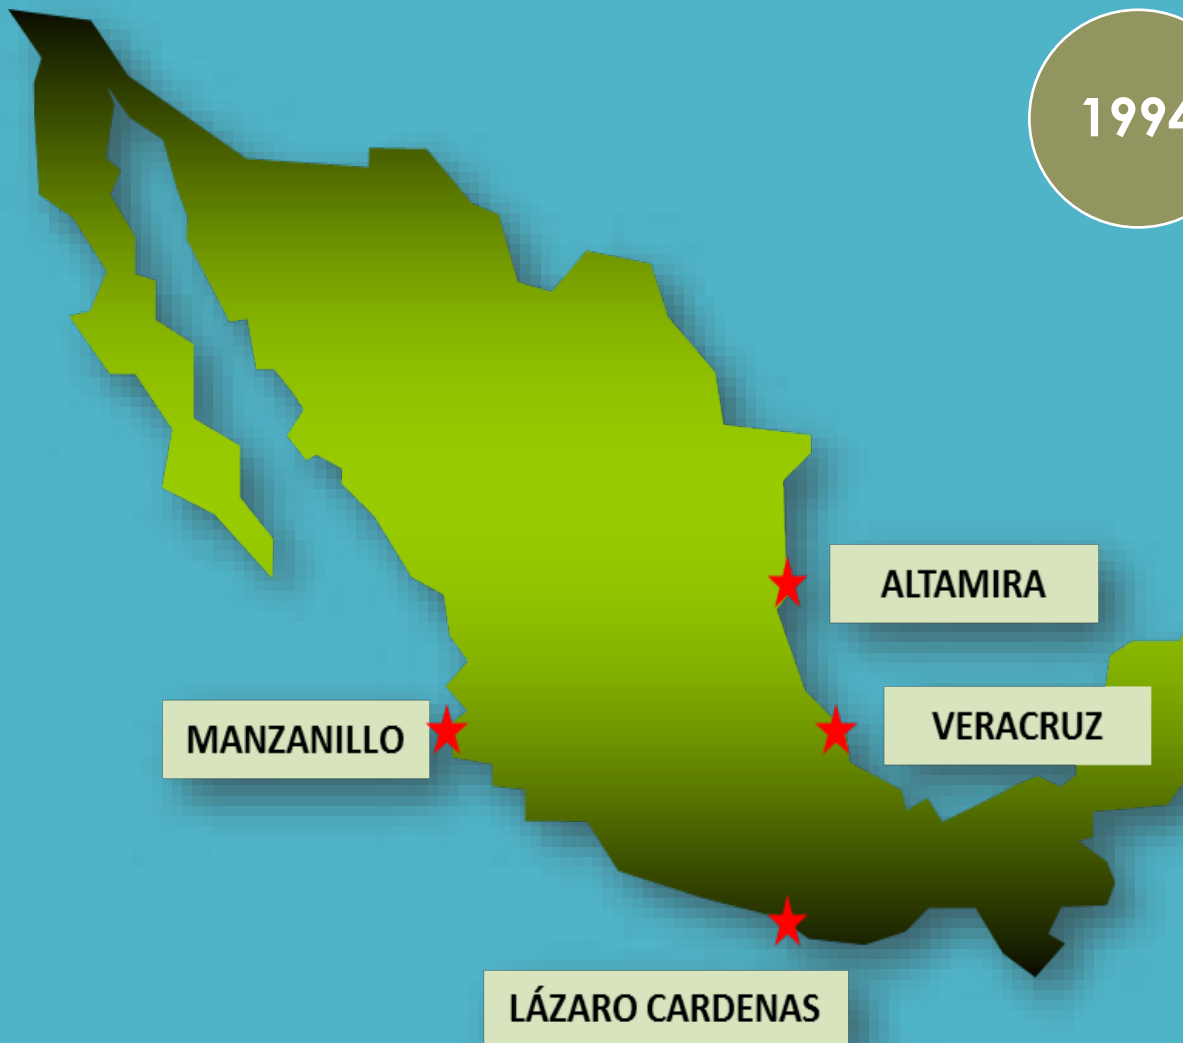 1994
ALTAMIRA
VERACRUZ
MANZANILLO
LÁZARO CARDENAS